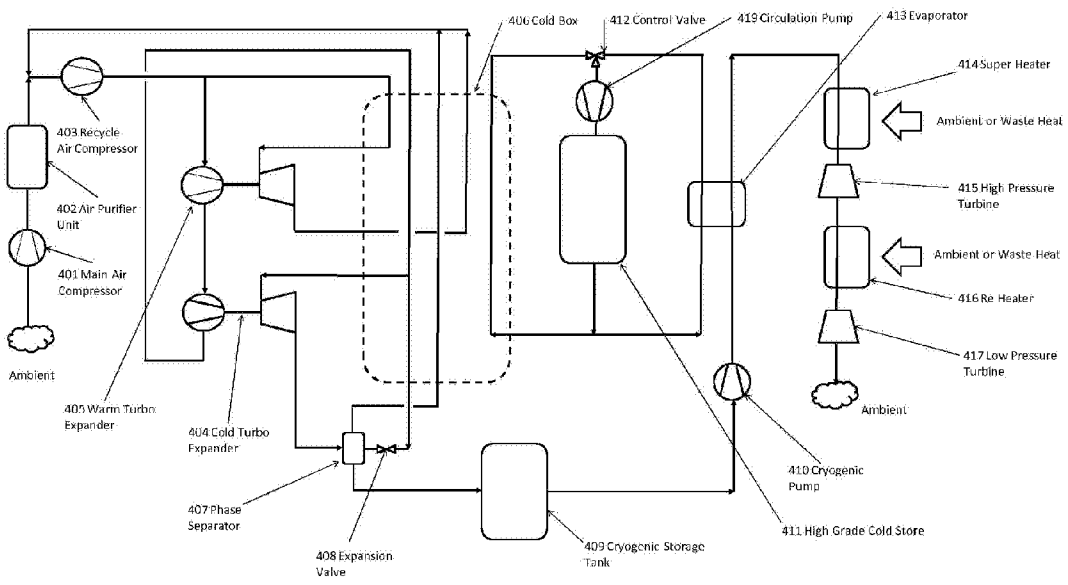 406 Cold Box
412 Control Valve
419 Circulation Pump
413 Evaporator
414 Super Heater
Ambient or Waste Heat
403 Recycle
Air Compressor
402 Air Purifier
Unit
415 High Pressure
Turbine
401 Main Air
Compressor
Ambient or Waste Heat
416 Re Heater
417 Low Pressure
Turbine
Ambient
Ambient
405 Warm Turbo
Expander
404 Cold Turbo
Expander
410 Cryogenic
Pump
407 Phase
Separator
411 High Grade Cold Store
408 Expansion
Valve
409 Cryogenic Storage
Tank